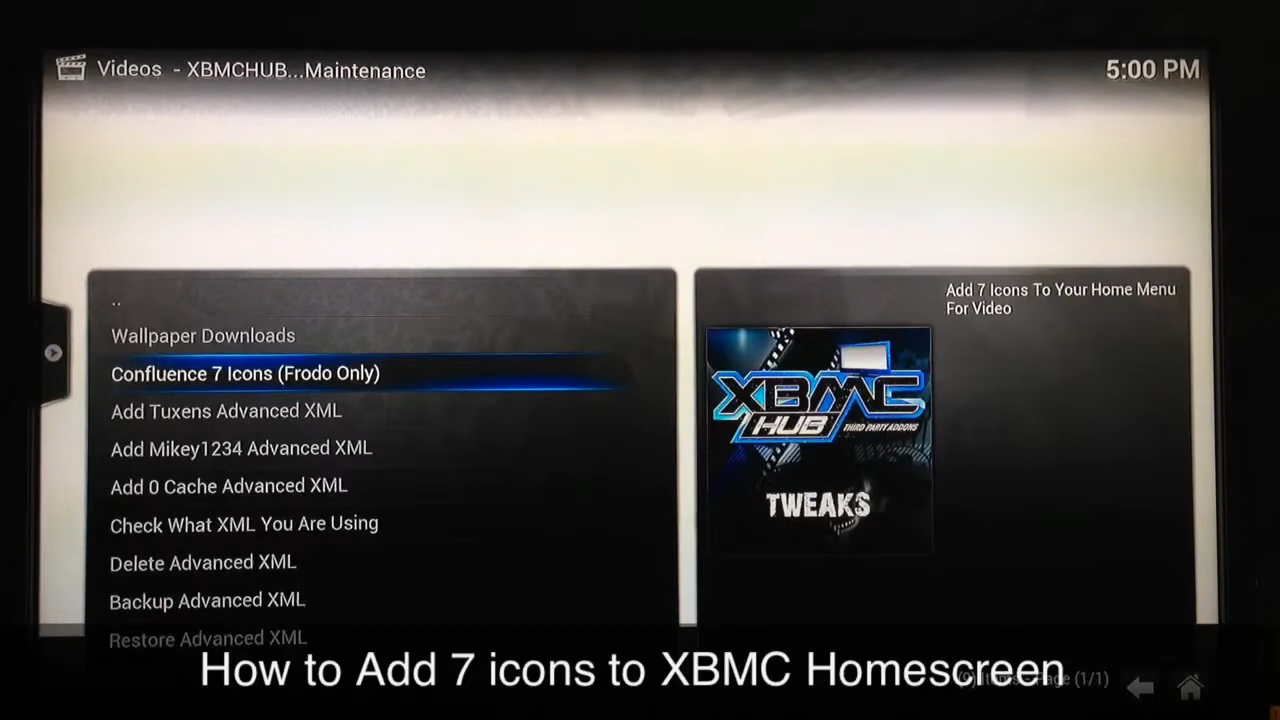 Videos - XBMCHUB...Maintenance
5:00 PM
..
Wallpaper Downloads
Confluence 7 Icons (Frodo Only)
Add Tuxens Advanced XML
Add Mikey1234 Advanced XML
Add 0 Cache Advanced XML
Check What XML You Are Using
Delete Advanced XML
Backup Advanced XML
Restore Advanced XML
Add 7 Icons To Your Home Menu
For Video
XBMC
HUB THIRD PARTY ADDONS
TWEAKS
How to Add 7 icons to XBMC Homescreen
Page (1/1)